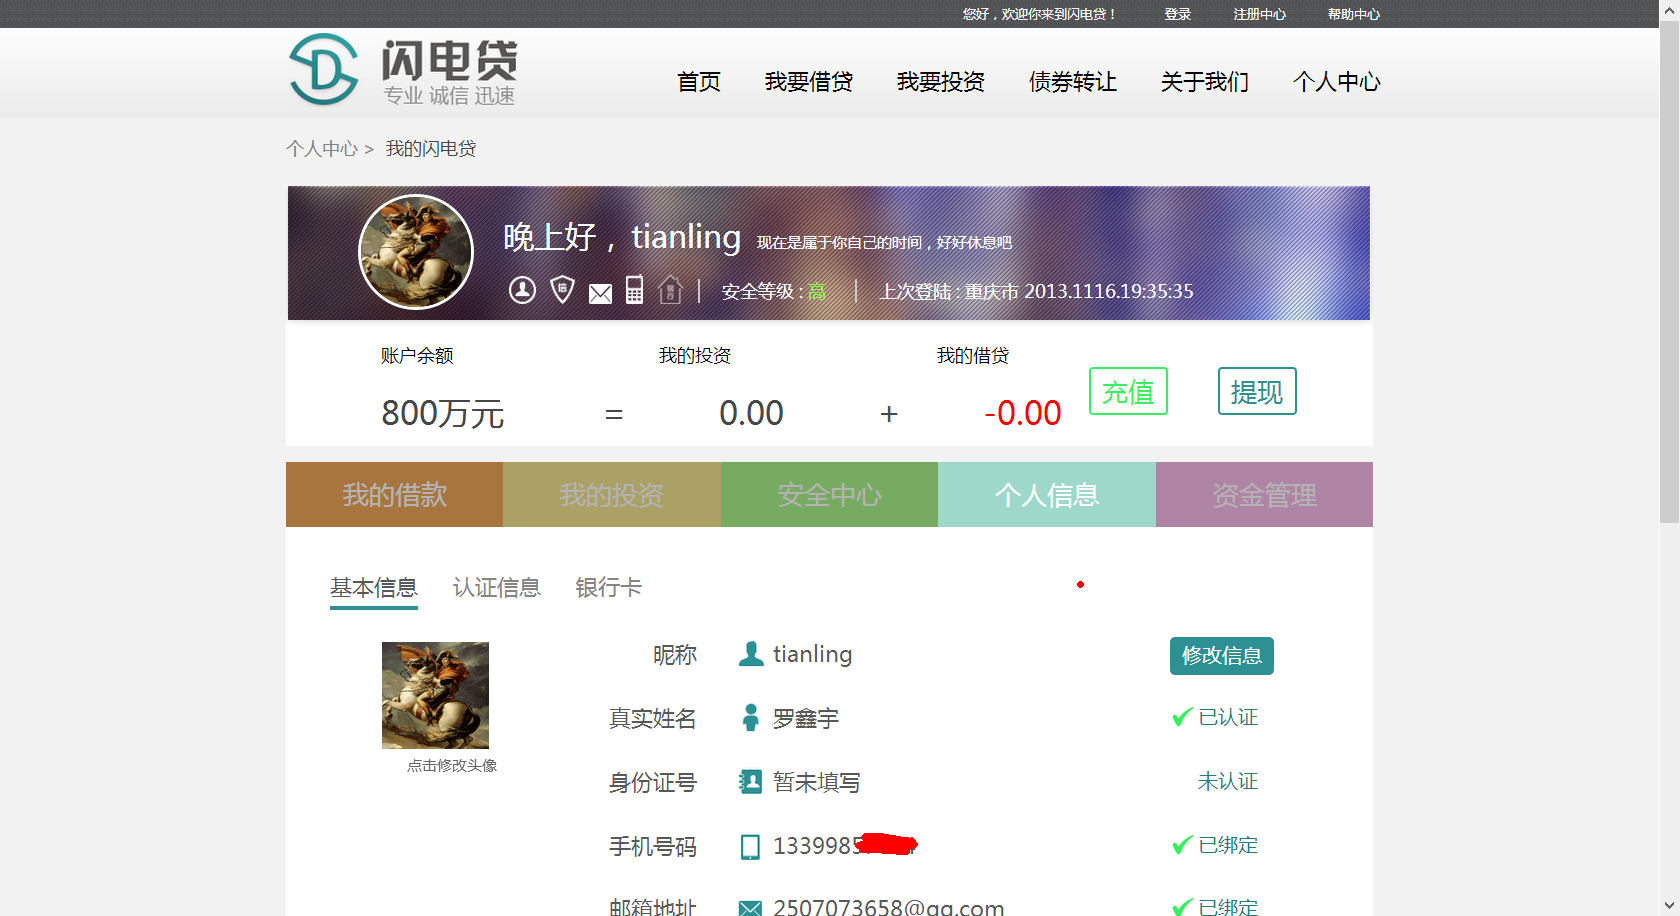 您好，欢迎你来到闪电贷！ 登录 注册中心 帮助中心
闪电贷
专业 诚信 迅速
首页 我要借贷 我要投资 债券转让 关于我们 个人中心
个人中心 > 我的闪电贷
晚上好，tianling 现在是属于你自己的时间，好好休息吧
安全等级 : 高 | 上次登陆 : 重庆市 2013.1116.19:35:35
账户余额 我的投资 我的借贷
800万元 = 0.00 + -0.00 充值 提现
我的借款 我的投资 安全中心 个人信息 资金管理
基本信息 认证信息 银行卡
昵称 tianling 修改信息
真实姓名 罗鑫宇 已认证
点击修改头像
身份证号 暂未填写 未认证
手机号码 1339985 已绑定
邮箱地址 2507073658@qq.com 已绑定